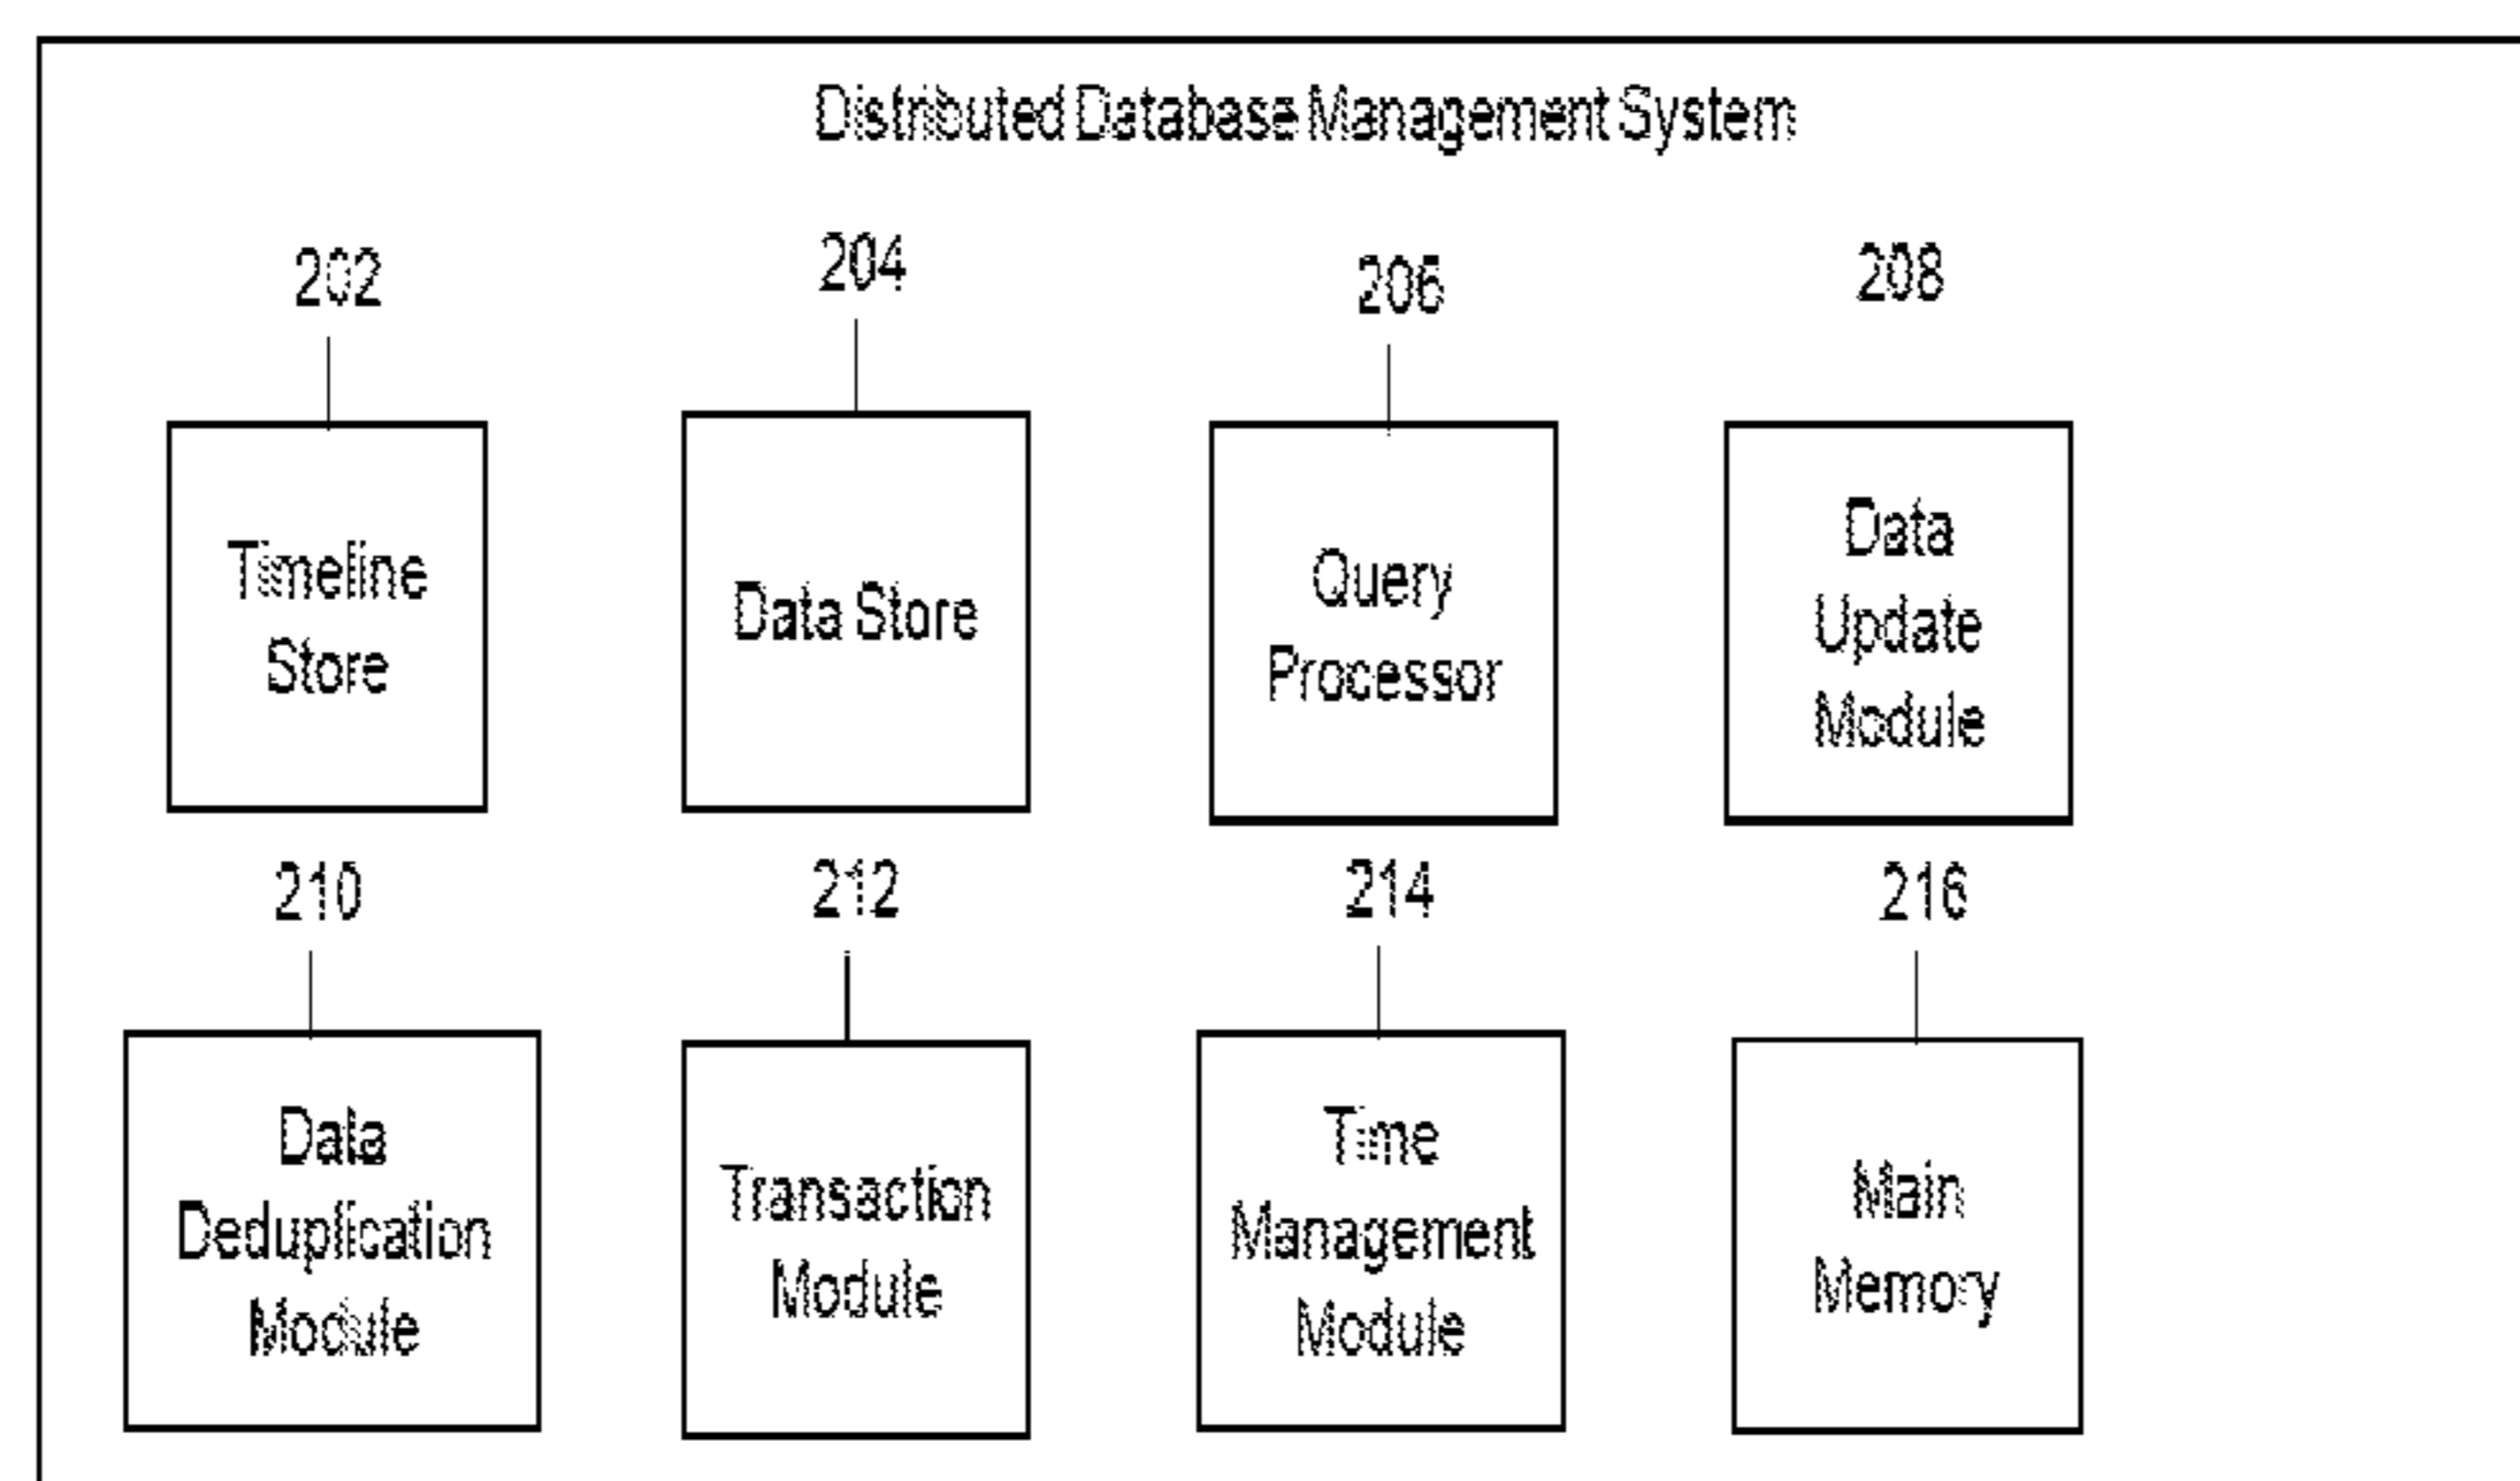 Distributed Database Management System
202
204
206
208
Timeline
Store
Data Store
Query
Processor
Data
Update
Module
210
212
214
216
Data
Deduplication
Module
Transaction
Module
Time
Management
Module
Main
Memory